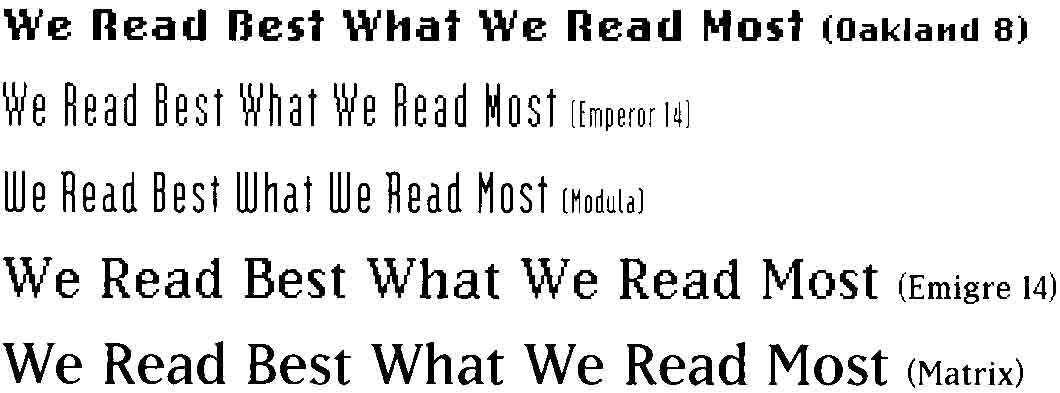 We Read Best What We Read Most (Oakland 8)
We Read Best What We Read Most (Emperor 14)
We Read Best What We Read Most (Modula)
We Read Best What We Read Most (Emigre 14)
We Read Best What We Read Most (Matrix)